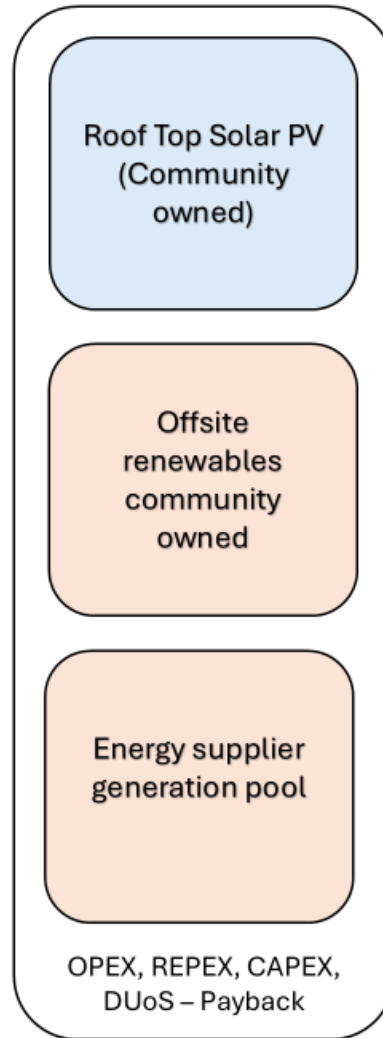 Roof Top Solar PV
(Community
owned)
Offsite
renewables
community
owned
Energy supplier
generation pool
OPEX, REPEX, CAPEX,
DUoS – Payback